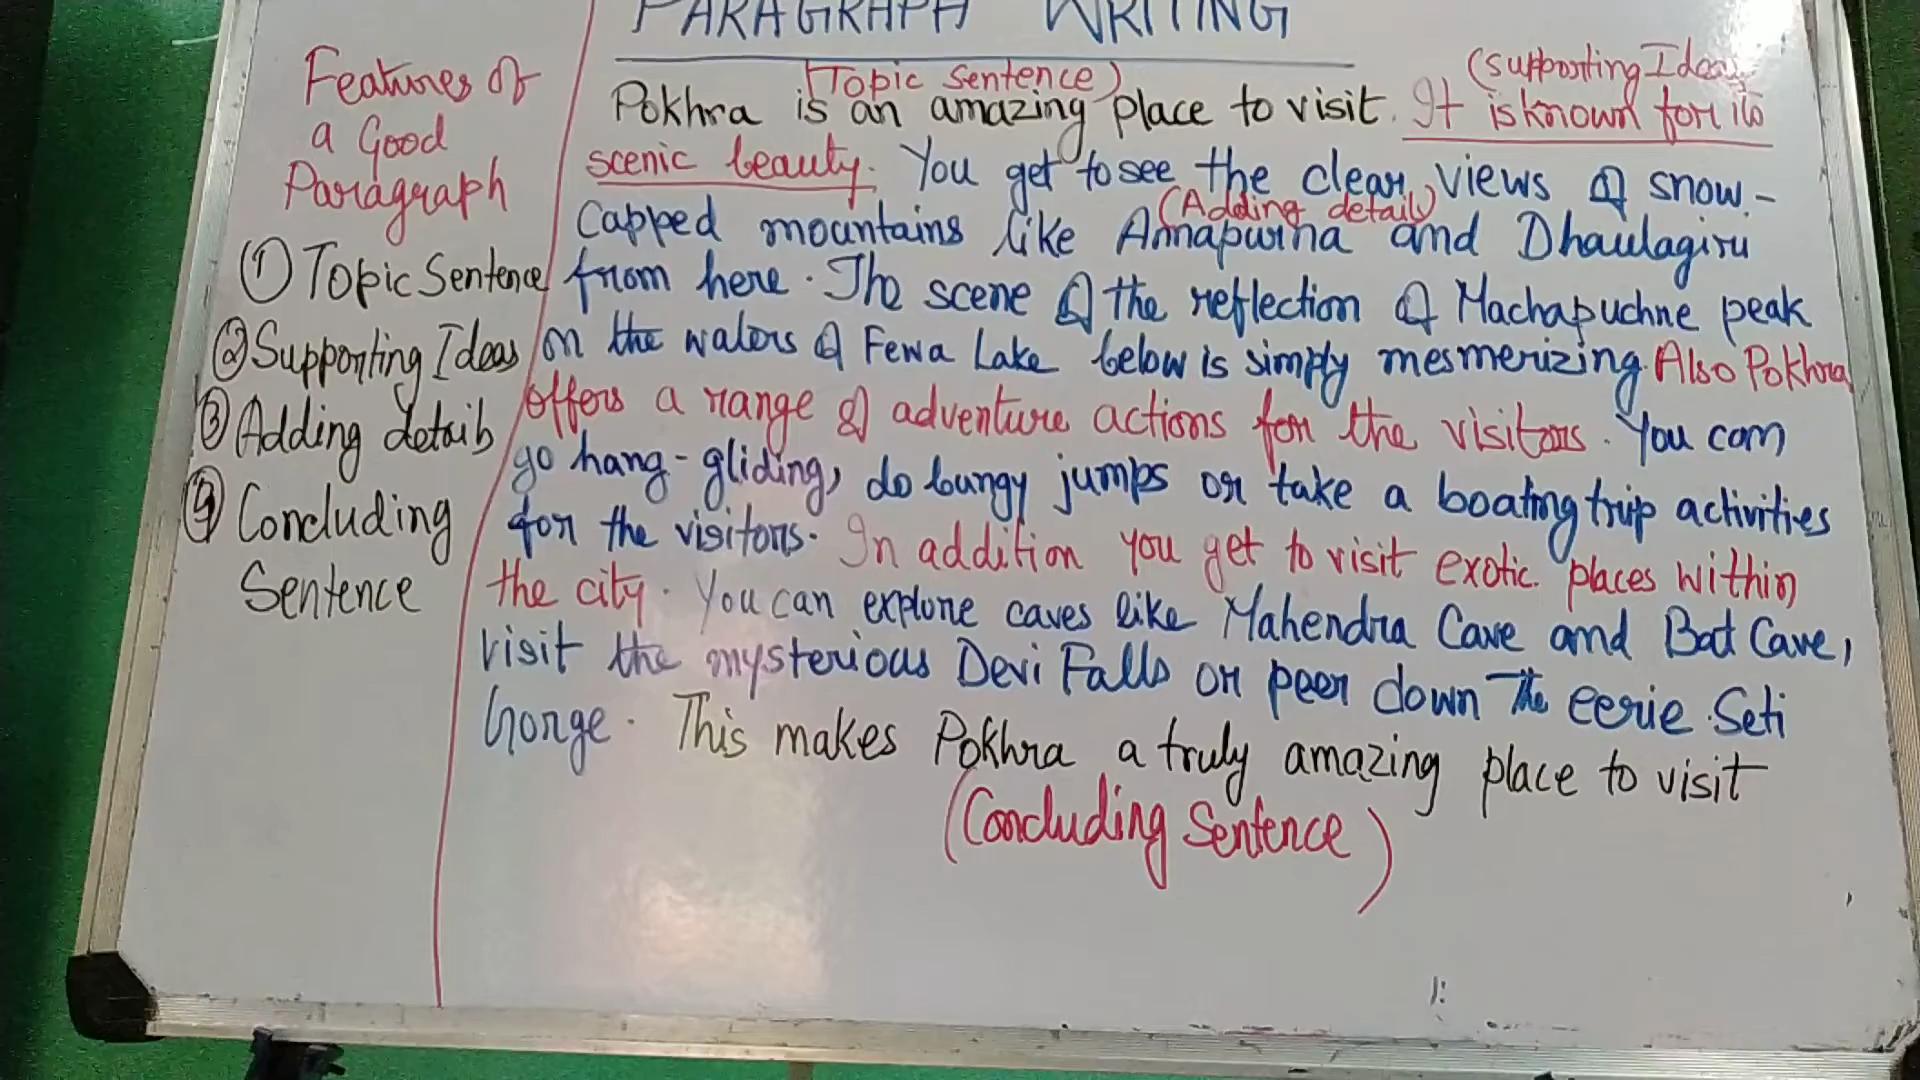 PARAGRAPH WRITING
Features of
a Good
Paragraph
① Topic Sentence
② Supporting Ideas
③ Adding details
④ Concluding
Sentence
(Topic Sentence)
(supporting Ideas
Pokhra is an amazing place to visit. It is known for its
scenic beauty. You get to see the clear views of snow-
(Adding detail)
Capped mountains like Annapurna and Dhaulagiru
from here. The scene of the reflection of Machapuchne peak
on the waters of Fewa Lake below is simply mesmerizing. Also Pokhra
offers a range of adventure actions for the visitors. You can
go hang-gliding, do bungy jumps or take a boating trip activities
for the visitors. In addition you get to visit exotic places within
the city. You can explore caves like Mahendra Cave and Bat Cave,
visit the mysterious Devi Falls or peer down The eerie Seti
Gorge. This makes Pokhra a truly amazing place to visit
(Concluding Sentence)